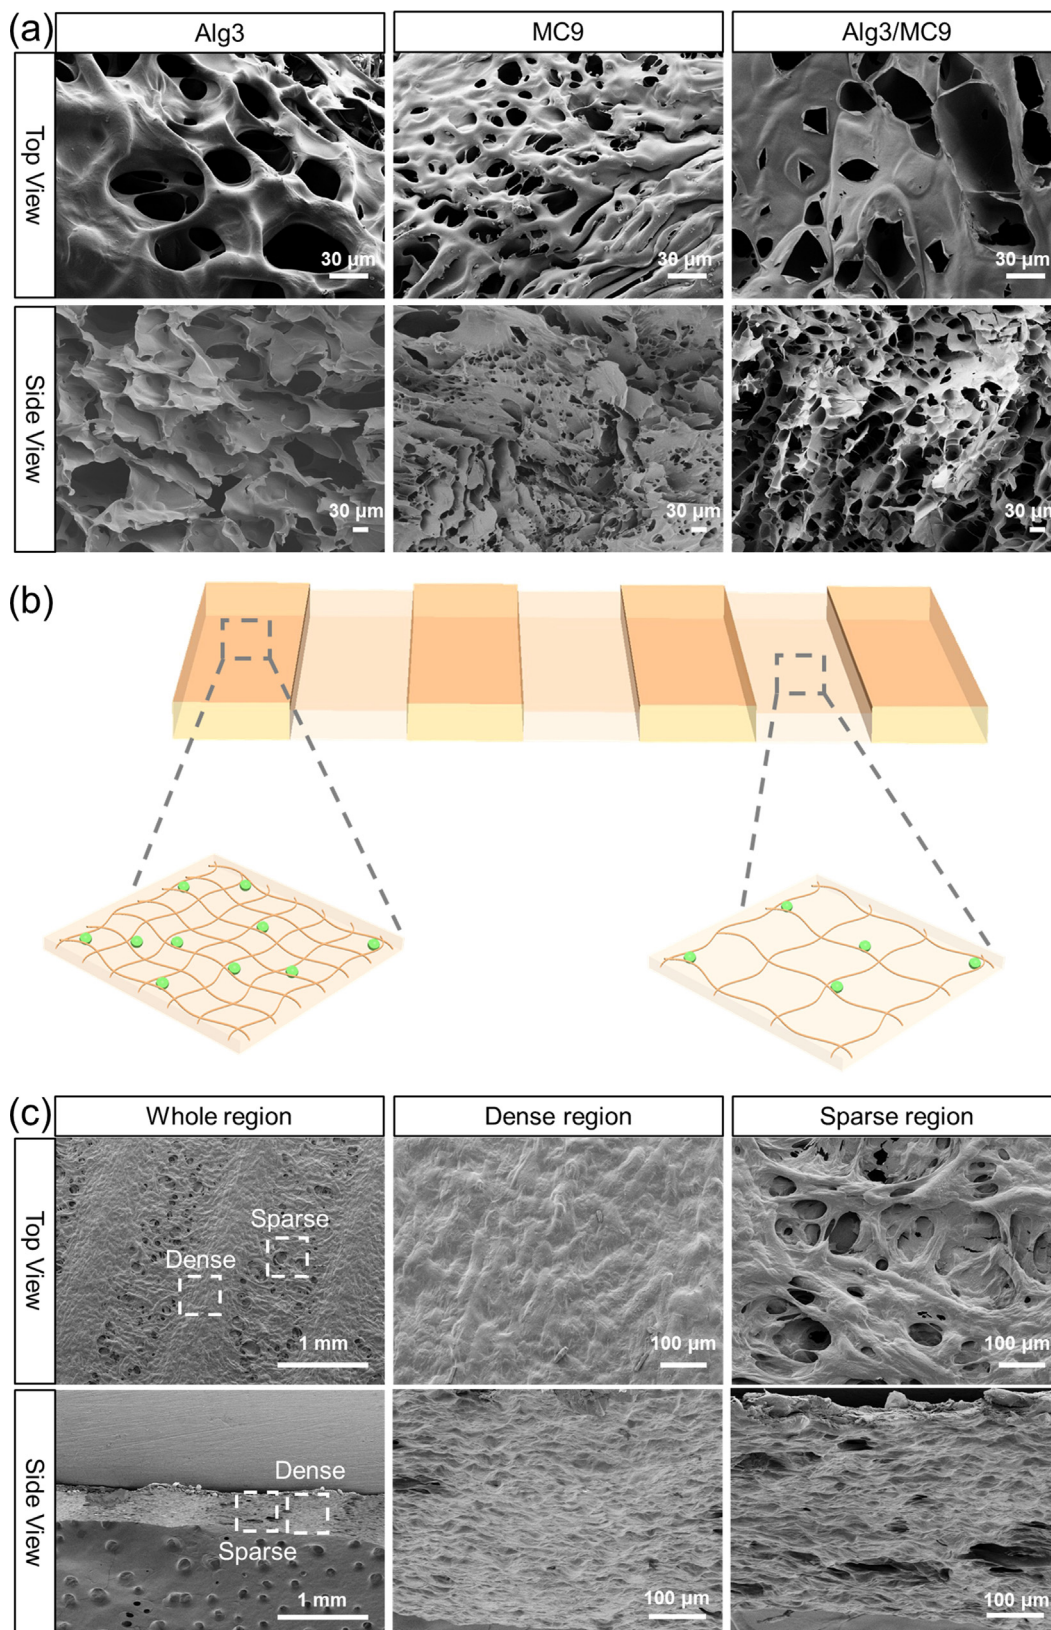 (a)
Alg3
MC9
Alg3/MC9
Top View
30 µm
30 µm
30 µm
Side View
30 µm
30 µm
30 µm
(b)
(c)
Whole region
Dense region
Sparse region
Top View
Sparse
Dense
1 mm
100 µm
100 µm
Side View
Dense
Sparse
1 mm
100 µm
100 µm